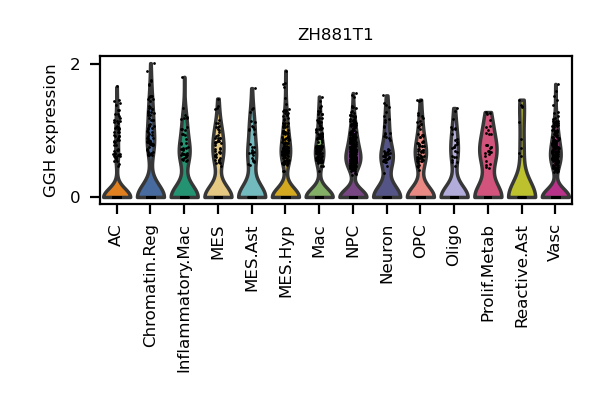 ZH881T1
GGH expression
2
0
AC
Chromatin.Reg
Inflammatory.Mac
MES
MES.Ast
MES.Hyp
Mac
NPC
Neuron
OPC
Oligo
Prolif.Metab
Reactive.Ast
Vasc